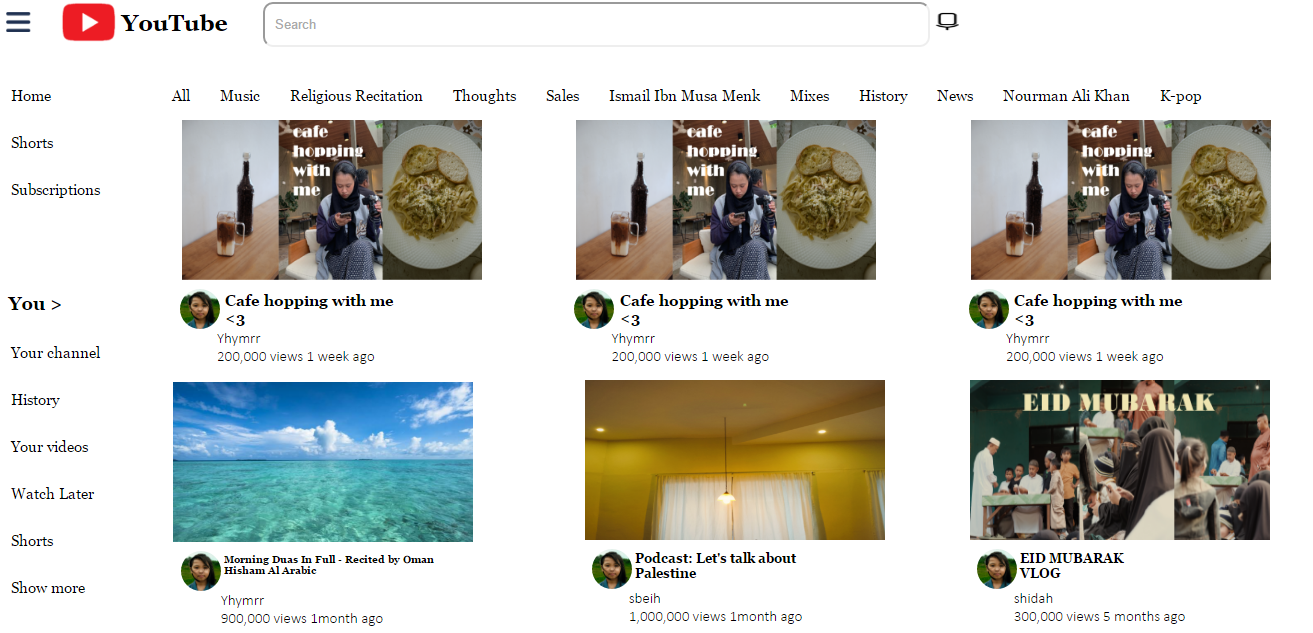 YouTube
Search
Home
Shorts
Subscriptions
You >
Your channel
History
Your videos
Watch Later
Shorts
Show more
All Music Religious Recitation Thoughts Sales Ismail Ibn Musa Menk Mixes History News Nourman Ali Khan K-pop
cafe
hopping
with
me
Cafe hopping with me
<3
Yhymrr
200,000 views 1 week ago
cafe
hopping
with
me
Cafe hopping with me
<3
Yhymrr
200,000 views 1 week ago
cafe
hopping
with
me
Cafe hopping with me
<3
Yhymrr
200,000 views 1 week ago
Morning Duas In Full - Recited by Oman
Hisham Al Arabic
Yhymrr
900,000 views 1month ago
Podcast: Let's talk about
Palestine
sbeih
1,000,000 views 1month ago
EID MUBARAK
EID MUBARAK
VLOG
shidah
300,000 views 5 months ago